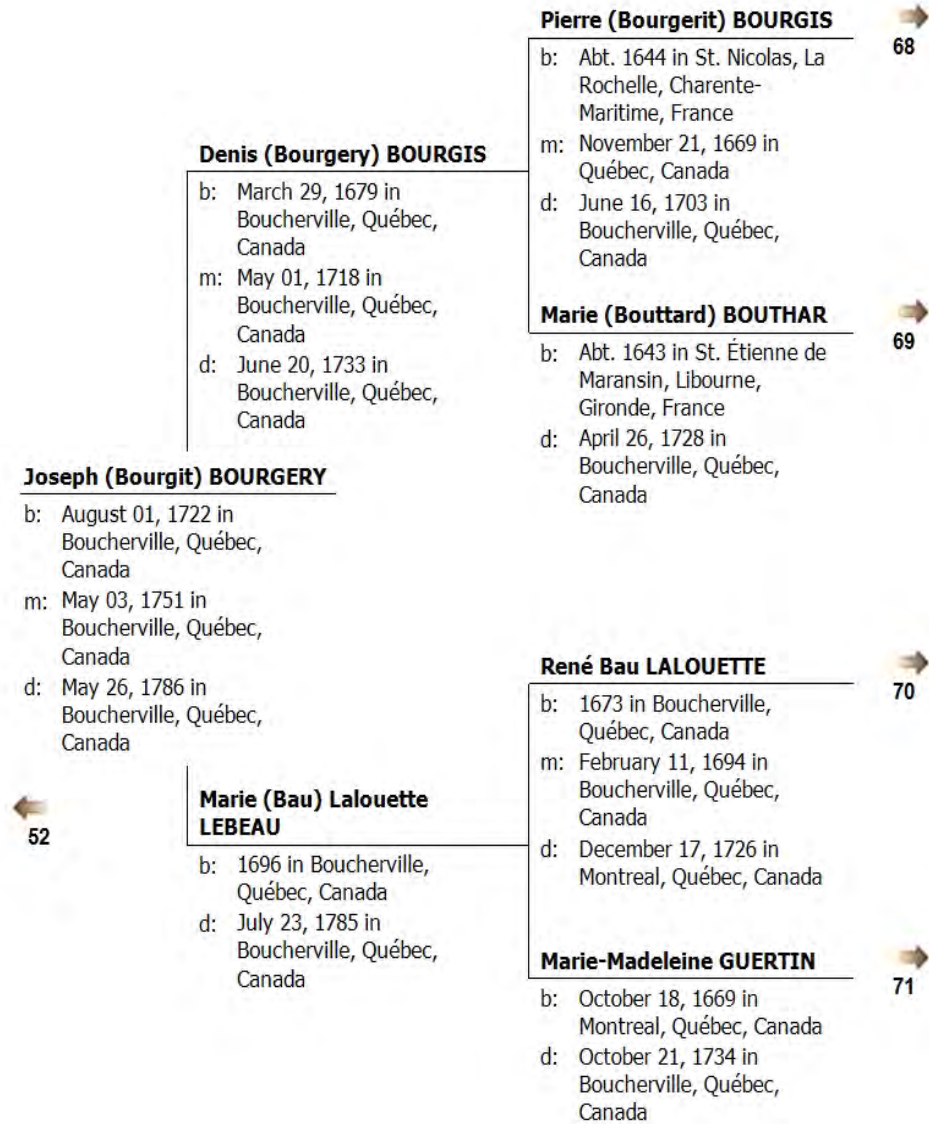 Pierre (Bourgerit) BOURGIS
68
b: Abt. 1644 in St. Nicolas, La
Rochelle, Charente-
Maritime, France
m: November 21, 1669 in
Québec, Canada
d: June 16, 1703 in
Boucherville, Québec,
Canada
Denis (Bourgery) BOURGIS
b: March 29, 1679 in
Boucherville, Québec,
Canada
m: May 01, 1718 in
Boucherville, Québec,
Canada
d: June 20, 1733 in
Boucherville, Québec,
Canada
Marie (Bouttard) BOUTHAR
69
b: Abt. 1643 in St. Étienne de
Maransin, Libourne,
Gironde, France
d: April 26, 1728 in
Boucherville, Québec,
Canada
Joseph (Bourgit) BOURGERY
b: August 01, 1722 in
Boucherville, Québec,
Canada
m: May 03, 1751 in
Boucherville, Québec,
Canada
d: May 26, 1786 in
Boucherville, Québec,
Canada
52
René Bau LALOUETTE
70
b: 1673 in Boucherville,
Québec, Canada
m: February 11, 1694 in
Boucherville, Québec,
Canada
d: December 17, 1726 in
Montreal, Québec, Canada
Marie (Bau) Lalouette
LEBEAU
b: 1696 in Boucherville,
Québec, Canada
d: July 23, 1785 in
Boucherville, Québec,
Canada
Marie-Madeleine GUERTIN
71
b: October 18, 1669 in
Montreal, Québec, Canada
d: October 21, 1734 in
Boucherville, Québec,
Canada